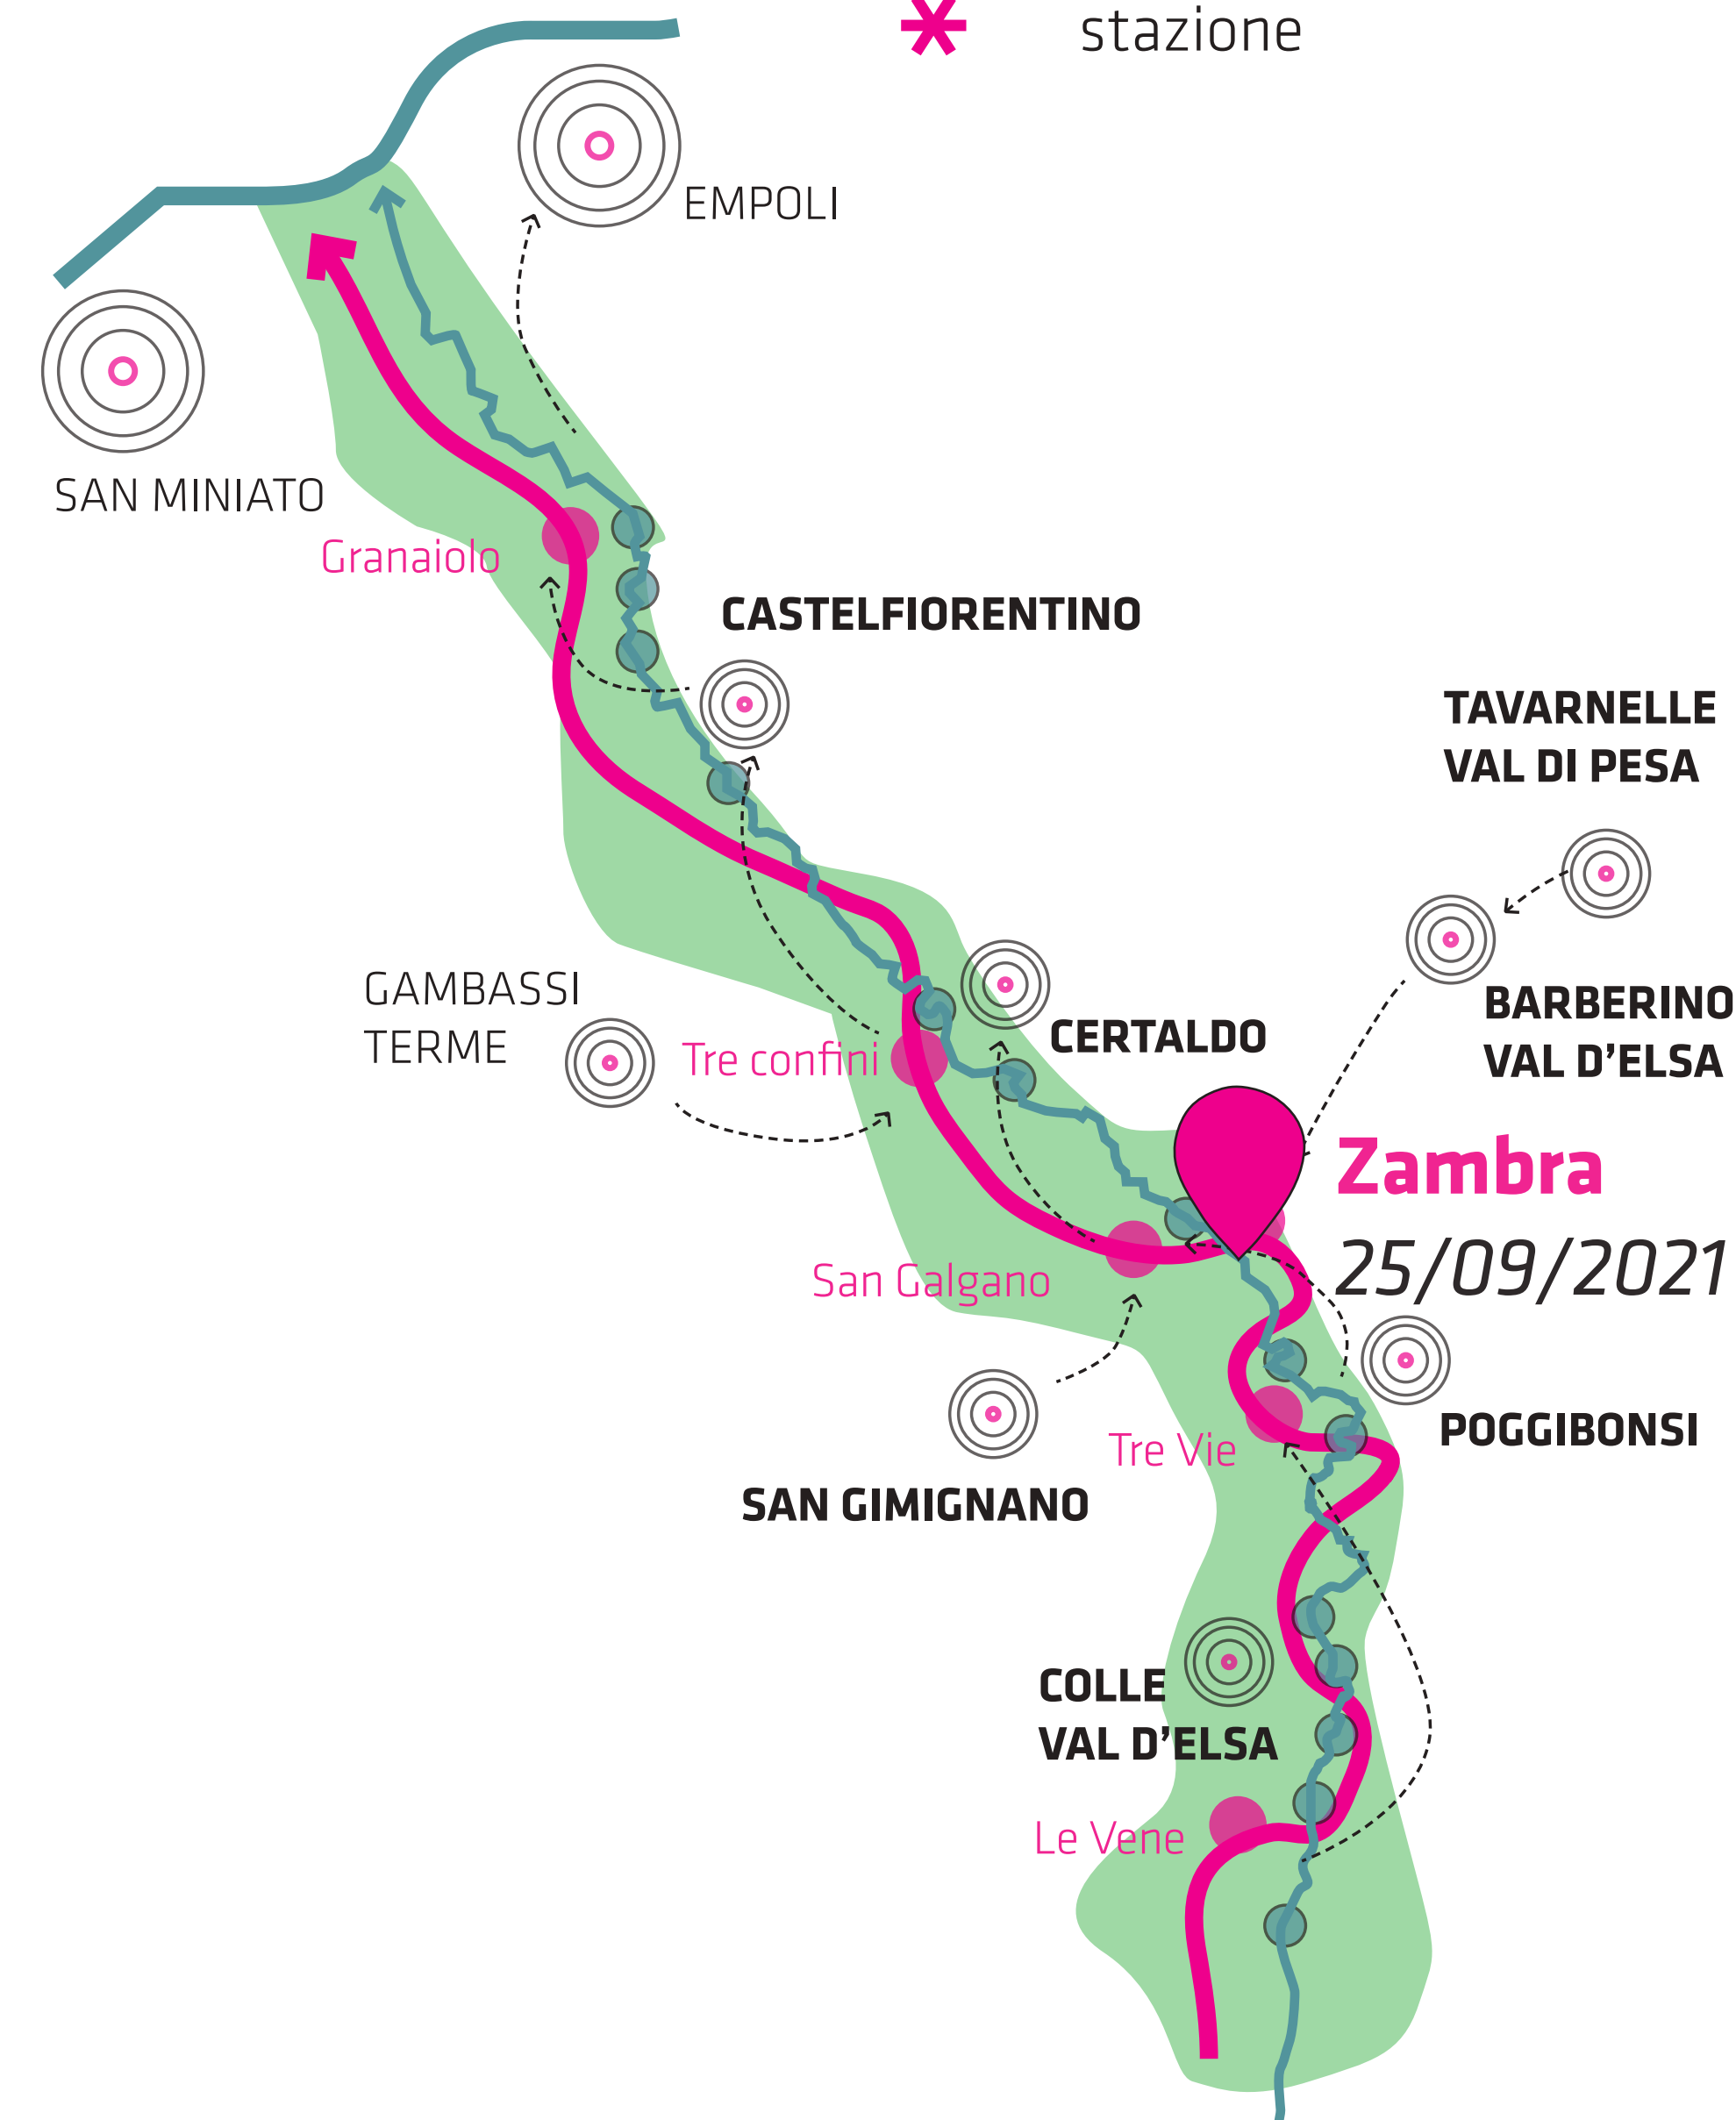 stazione
EMPOLI
SAN MINIATO
Granaiolo
CASTELFIORENTINO
TAVARNELLE
VAL DI PESA
GAMBASSI
TERME
Tre confini
CERTALDO
BARBERINO
VAL D'ELSA
Zambra
25/09/2021
San Galgano
POGGIBONSI
Tre Vie
SAN GIMIGNANO
COLLE
VAL D'ELSA
Le Vene